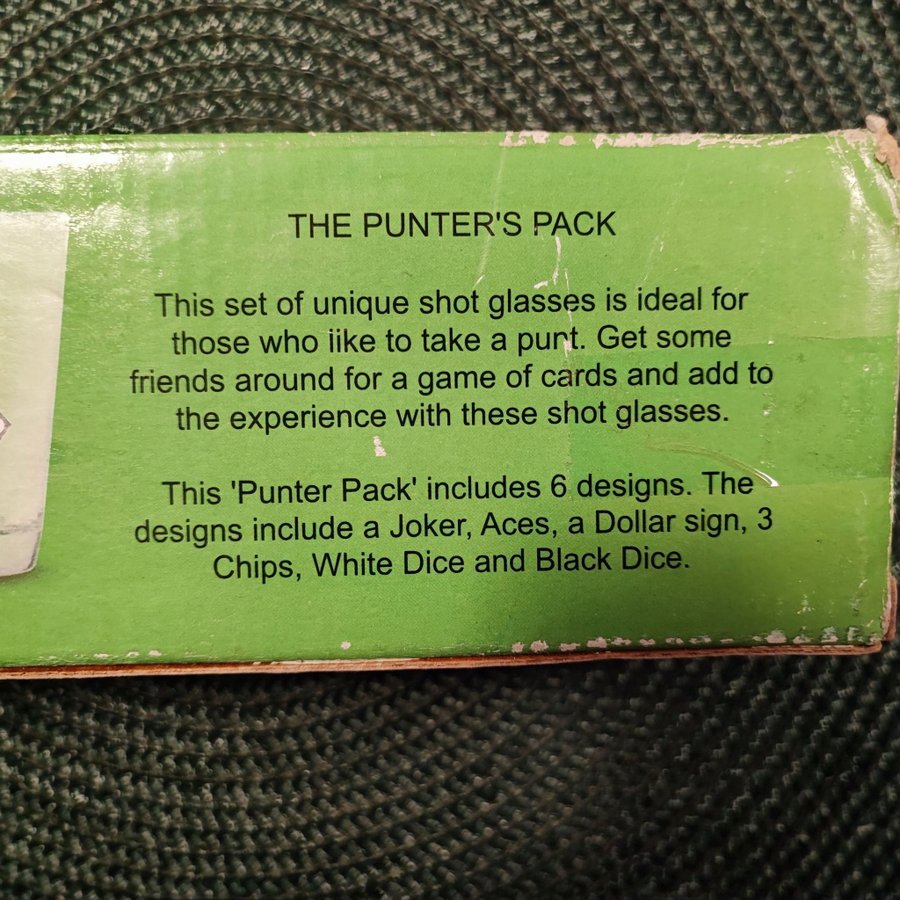 THE PUNTER'S PACK
This set of unique shot glasses is ideal for
those who like to take a punt. Get some
friends around for a game of cards and add to
the experience with these shot glasses.
This 'Punter Pack' includes 6 designs. The
designs include a Joker, Aces, a Dollar sign, 3
Chips, White Dice and Black Dice.